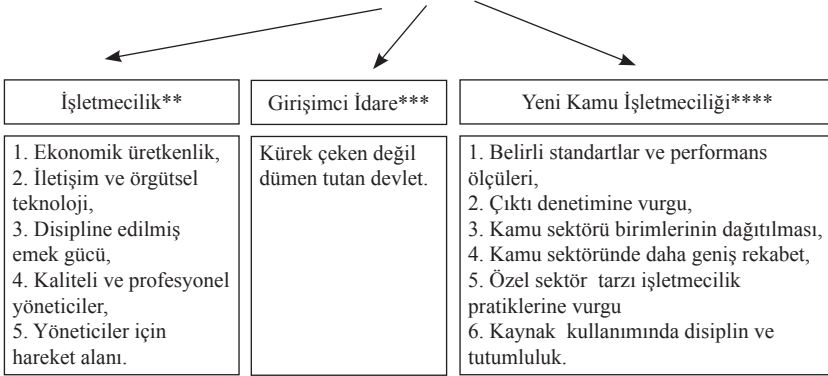 İşletmecilik**
1. Ekonomik üretkenlik,
2. İletişim ve örgütsel
teknoloji,
3. Disipline edilmiş
emek gücü,
4. Kaliteli ve profesyonel
yöneticiler,
5. Yöneticiler için
hareket alanı.
Girişimci İdare***
Kürek çeken değil
dümen tutan devlet.
Yeni Kamu İşletmeciliği****
1. Belirli standartlar ve performans
ölçüleri,
2. Çıktı denetimine vurgu,
3. Kamu sektörü birimlerinin dağıtılması,
4. Kamu sektöründe daha geniş rekabet,
5. Özel sektör tarzı işletmecilik
pratiklerine vurgu
6. Kaynak kullanımında disiplin ve
tutumluluk.